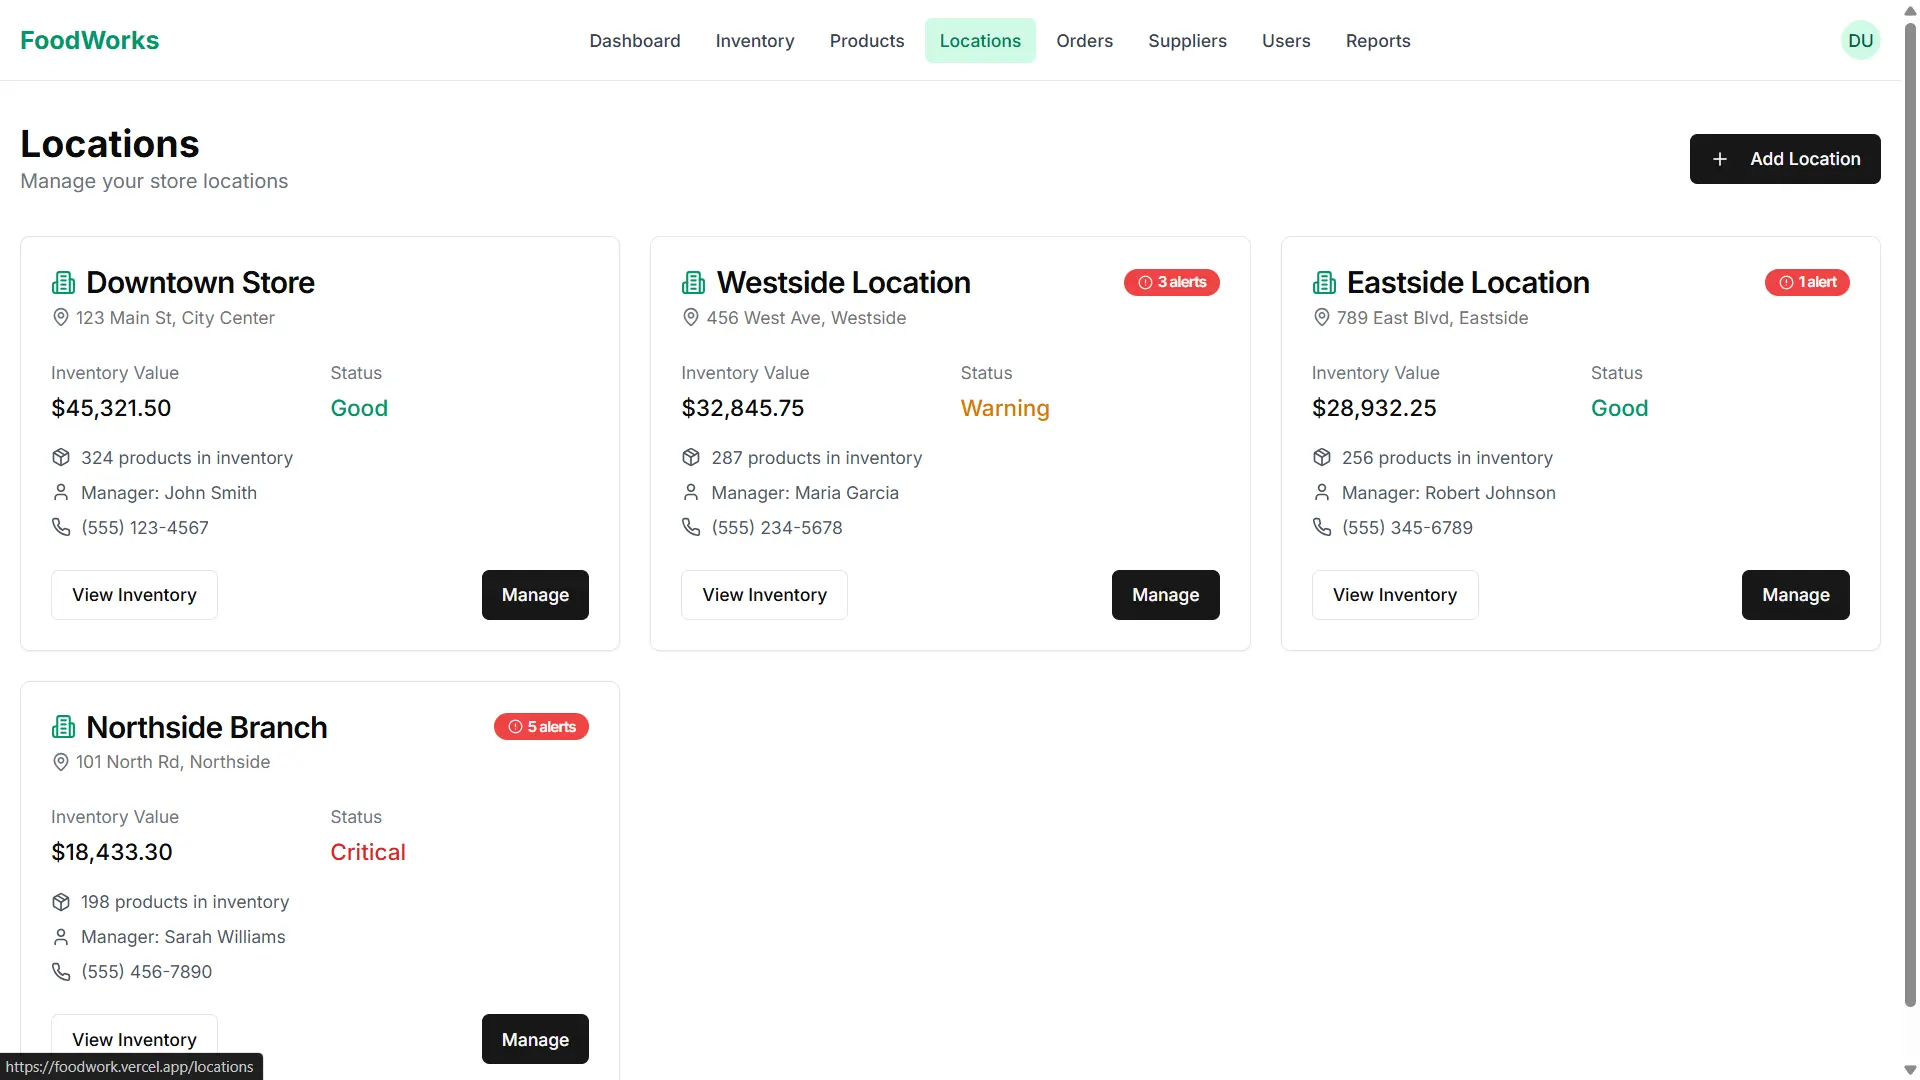 FoodWorks
Dashboard Inventory Products Locations Orders Suppliers Users Reports
DU
Locations
Manage your store locations
+ Add Location
Downtown Store
123 Main St, City Center
Inventory Value Status
$45,321.50 Good
324 products in inventory
Manager: John Smith
(555) 123-4567
View Inventory Manage
Westside Location 3 alerts
456 West Ave, Westside
Inventory Value Status
$32,845.75 Warning
287 products in inventory
Manager: Maria Garcia
(555) 234-5678
View Inventory Manage
Eastside Location 1 alert
789 East Blvd, Eastside
Inventory Value Status
$28,932.25 Good
256 products in inventory
Manager: Robert Johnson
(555) 345-6789
View Inventory Manage
Northside Branch 5 alerts
101 North Rd, Northside
Inventory Value Status
$18,433.30 Critical
198 products in inventory
Manager: Sarah Williams
(555) 456-7890
View Inventory Manage
https://foodwork.vercel.app/locations